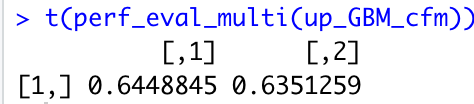 > t(perf_eval_multi(up_GBM_cfm))
[,1] [,2]
[1,] 0.6448845 0.6351259